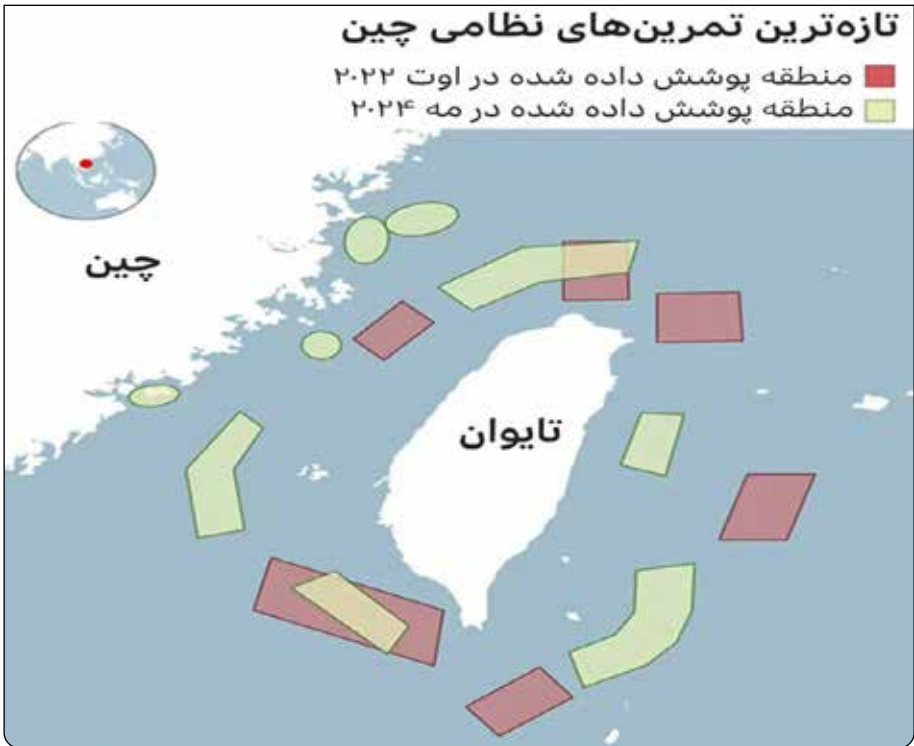 تازه‌ترین تمرین‌های نظامی چین
منطقه پوشش داده شده در اوت ۲۰۲۲
منطقه پوشش داده شده در مه ۲۰۲۴
چین
تایوان